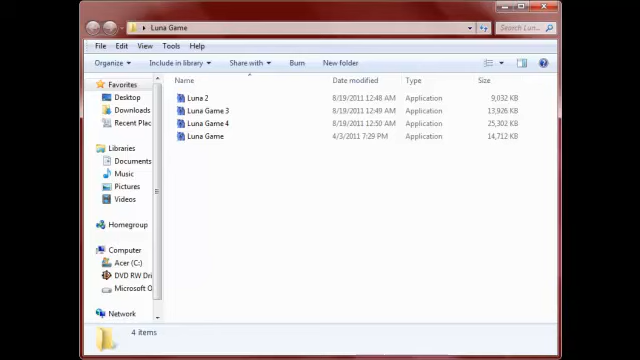 Luna Game
Search Lun...
File Edit View Tools Help
Organize Include in library Share with Burn New folder
Name Date modified Type Size
Favorites
Desktop
Downloads
Recent Plac
Libraries
Documents
Music
Pictures
Videos
Homegroup
Computer
Acer (C:)
DVD RW Dri
Microsoft O
Network
Luna 2 8/19/2011 12:48 AM Application 9,032 KB
Luna Game 3 8/19/2011 12:49 AM Application 13,926 KB
Luna Game 4 8/19/2011 12:50 AM Application 25,302 KB
Luna Game 4/3/2011 7:29 PM Application 14,712 KB
4 items